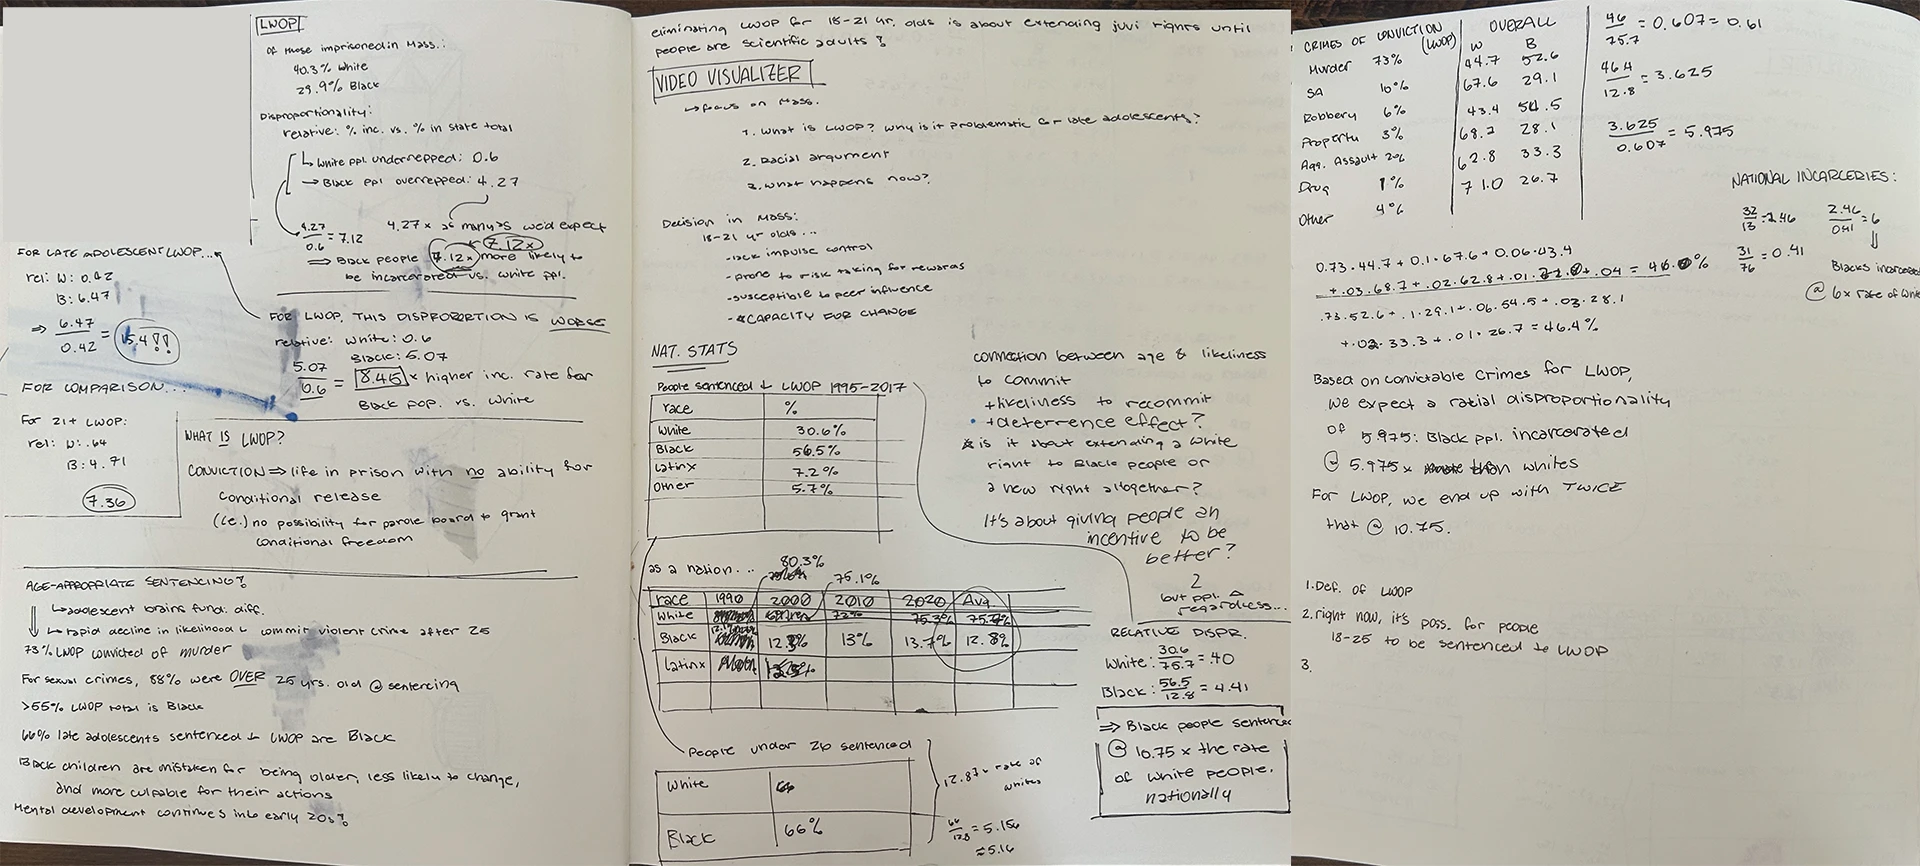 LWOP
of those imprisoned in Mass.:
40.3% white
29.9% Black
Disproportionality:
relative: % inc. vs. % in state total
↳ white ppl underrepped: 0.6
→ Black ppl overrepped: 4.27
4.27/0.6 = 7.12
4.27x as many as we'd expect
7.12x
⇒ Black people 7.12x more likely to
be incarcerated vs. white ppl.
FOR LATE ADOLESCENT LWOP...
rel: W: 0.42
B: 6.47
⇒ 6.47/0.42 = 15.4!!
FOR LWOP, THIS DISPROPORTION IS WORSE
relative: white: 0.6
Black: 5.07
5.07/0.6 = 8.45x higher inc. rate for
Black pop. vs. white
FOR COMPARISON...
For 21+ LWOP:
rel: W: .64
B: 4.71
7.36
WHAT IS LWOP?
CONVICTION ⇒ life in prison with no ability for
conditional release
(i.e.) no possibility for parole board to grant
conditional freedom
AGE-APPROPRIATE SENTENCING?
↳ adolescent brains func. diff.
↳ rapid decline in likelihood to commit violent crime after 25
73% LWOP convicted of murder
For sexual crimes, 88% were OVER 25 yrs. old @ sentencing
>55% LWOP total is Black
66% late adolescents sentenced to LWOP are Black
Black children are mistaken for being older, less likely to change,
and more culpable for their actions
Mental development continues into early 20s!
eliminating LWOP for 18-21 yr. olds is about extending juvi rights until
people are scientific adults!
VIDEO VISUALIZER
↳ focus on Mass.
1. What is LWOP? Why is it problematic for late adolescents?
2. Racial argument
3. What happens now?
Decision in Mass:
18-21 yr olds...
-lack impulse control
-prone to risk taking for rewards
-susceptible to peer influence
-*CAPACITY FOR CHANGE
NAT. STATS
People sentenced to LWOP 1995-2017
race %
White 30.6%
Black 56.5%
Latinx 7.2%
Other 5.7%
connection between age & likeliness
to commit
+likeliness to recommit
+deterrence effect?
*is it about extending a white
right to Black people or
a new right altogether?
It's about giving people an
incentive to be
better?
2
but ppl. Δ
regardless...
as a nation...
80.3%
75.1%
race 1990 2000 2010 2020 Avg.
White 72% 75.3% 75.7%
Black 13% 13.7% 12.8%
Latinx
RELATIVE DISPR.
White: 30.6/75.7 = .40
Black: 56.5/12.8 = 4.41
⇒ Black people sentenced
@ 10.75x the rate
of white people,
nationally
People under 26 sentenced
White
Black 66%
12.87x rate of
whites
66/12.8 = 5.156
≈5.16
CRIMES OF CONVICTION (LWOP) OVERALL
W B
Murder 73% 44.7 52.6
SA 10% 67.6 29.1
Robbery 6% 43.4 54.5
Property 3% 68.7 28.1
Agg. Assault 2% 62.8 33.3
Drug 1% 71.0 26.7
Other 4%
46/75.7 = 0.607 = 0.61
46.4/12.8 = 3.625
3.625/0.607 = 5.975
NATIONAL INCARCERIES:
32/13 = 2.46
2.46/041 = 6
31/76 = 0.41
⇓
Blacks incarcerated
@ 6x rate of white
0.73·44.7 + 0.1·67.6 + 0.06·43.4
+ .03·68.7 + .02·62.8 + .01·71.0 + .04 = 46.0%
.73·52.6 + .1·29.1 + .06·54.5 + .03·28.1
+ .02·33.3 + .01·26.7 = 46.4%
Based on convictable crimes for LWOP,
we expect a racial disproportionality
of 5.975: Black ppl. incarcerated
@ 5.975x than whites
For LWOP, we end up with TWICE
that @ 10.75.
1. Def. of LWOP
2. right now, it's poss. for people
18-25 to be sentenced to LWOP
3.